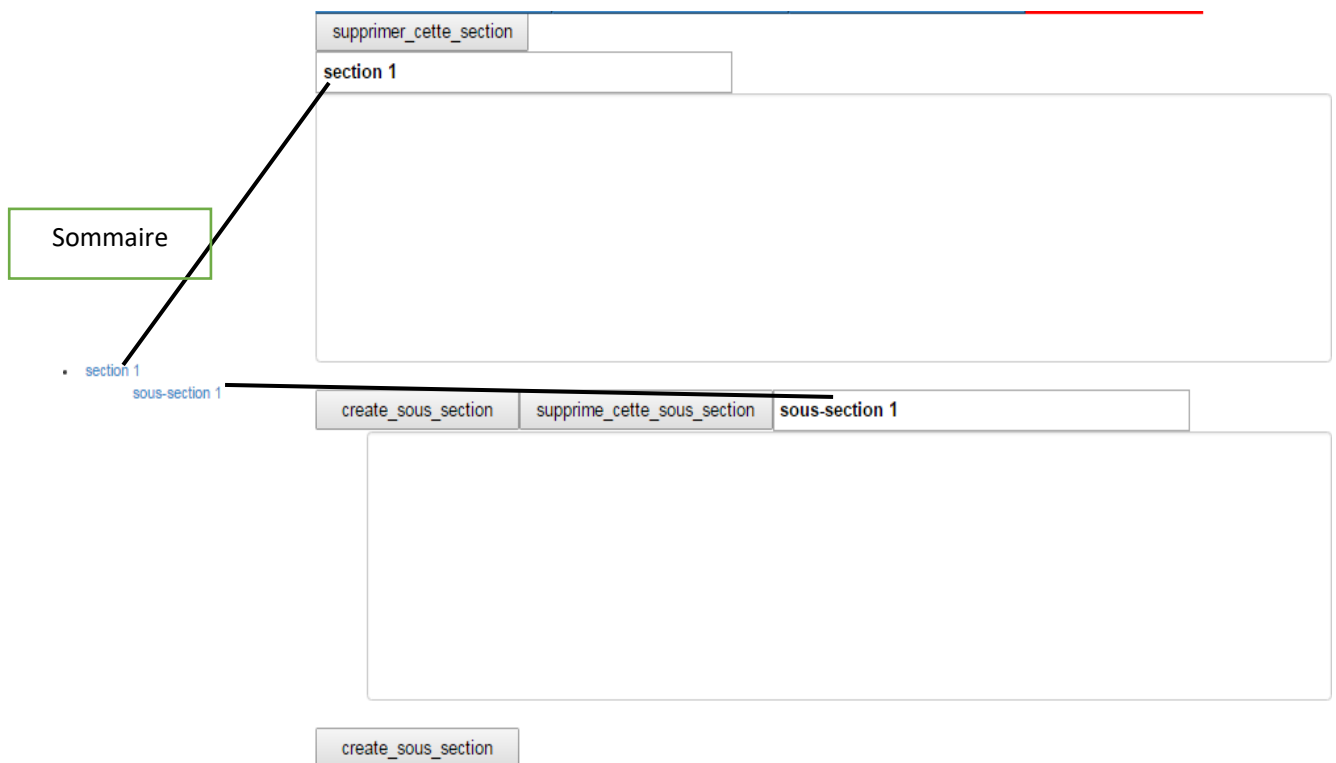 supprimer_cette_section
section 1
Sommaire
section 1
sous-section 1
create_sous_section supprime_cette_sous_section sous-section 1
create_sous_section